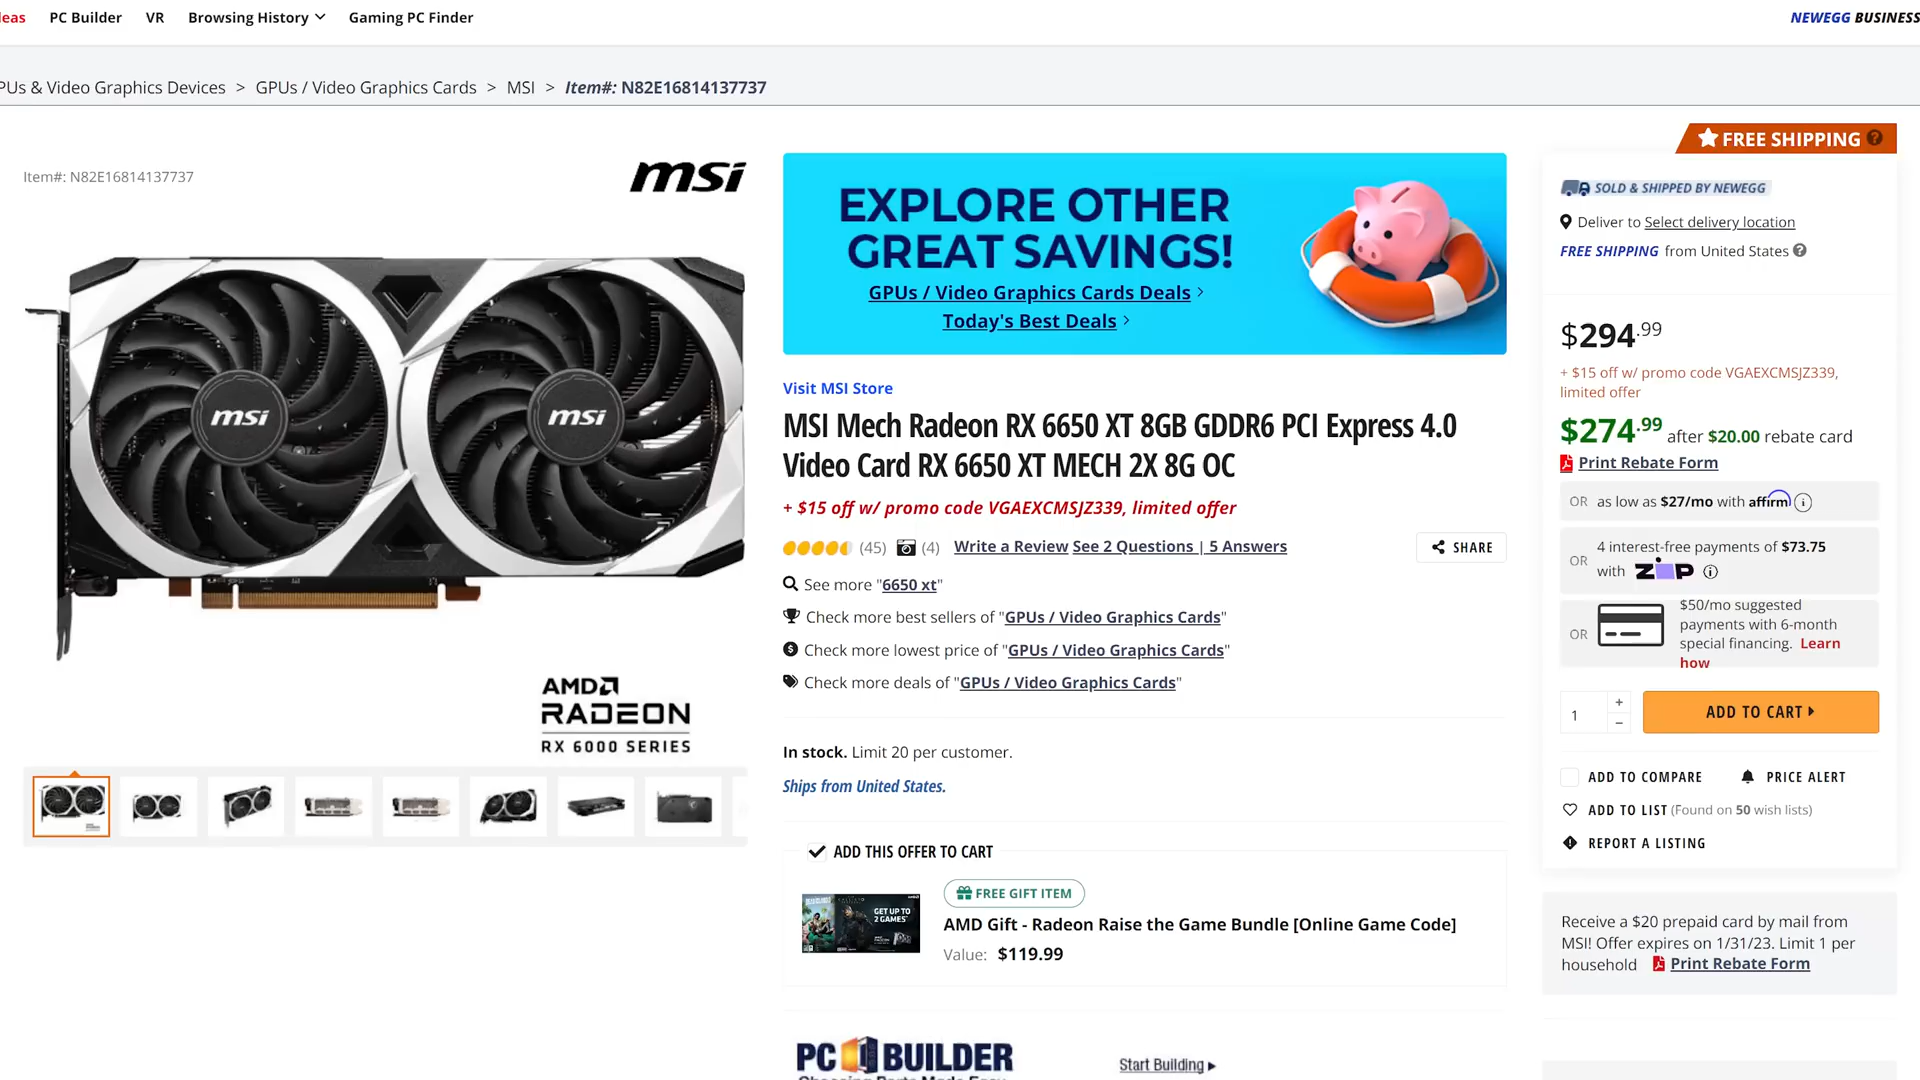 eas PC Builder VR Browsing History Gaming PC Finder NEWEGG BUSINESS
PUs & Video Graphics Devices > GPUs / Video Graphics Cards > MSI > Item#: N82E16814137737
FREE SHIPPING
Item#: N82E16814137737
msi
msi
msi
AMD
RADEON
RX 6000 SERIES
EXPLORE OTHER
GREAT SAVINGS!
GPUs / Video Graphics Cards Deals
Today's Best Deals
Visit MSI Store
MSI Mech Radeon RX 6650 XT 8GB GDDR6 PCI Express 4.0
Video Card RX 6650 XT MECH 2X 8G OC
+ $15 off w/ promo code VGAEXCMSJZ339, limited offer
(45) (4) Write a Review See 2 Questions | 5 Answers
SHARE
See more "6650 xt"
Check more best sellers of "GPUs / Video Graphics Cards"
Check more lowest price of "GPUs / Video Graphics Cards"
Check more deals of "GPUs / Video Graphics Cards"
In stock. Limit 20 per customer.
Ships from United States.
ADD THIS OFFER TO CART
FREE GIFT ITEM
GET UP TO
2 GAMES
AMD Gift - Radeon Raise the Game Bundle [Online Game Code]
Value: $119.99
PC BUILDER
Choosing Parts Made Easy
Start Building
SOLD & SHIPPED BY NEWEGG
Deliver to Select delivery location
FREE SHIPPING from United States
$294.99
+ $15 off w/ promo code VGAEXCMSJZ339,
limited offer
$274.99 after $20.00 rebate card
Print Rebate Form
OR as low as $27/mo with affirm
OR
4 interest-free payments of $73.75
with ZIP
OR
$50/mo suggested
payments with 6-month
special financing. Learn
how
1 + −
ADD TO CART
ADD TO COMPARE PRICE ALERT
ADD TO LIST (Found on 50 wish lists)
REPORT A LISTING
Receive a $20 prepaid card by mail from
MSI! Offer expires on 1/31/23. Limit 1 per
household Print Rebate Form